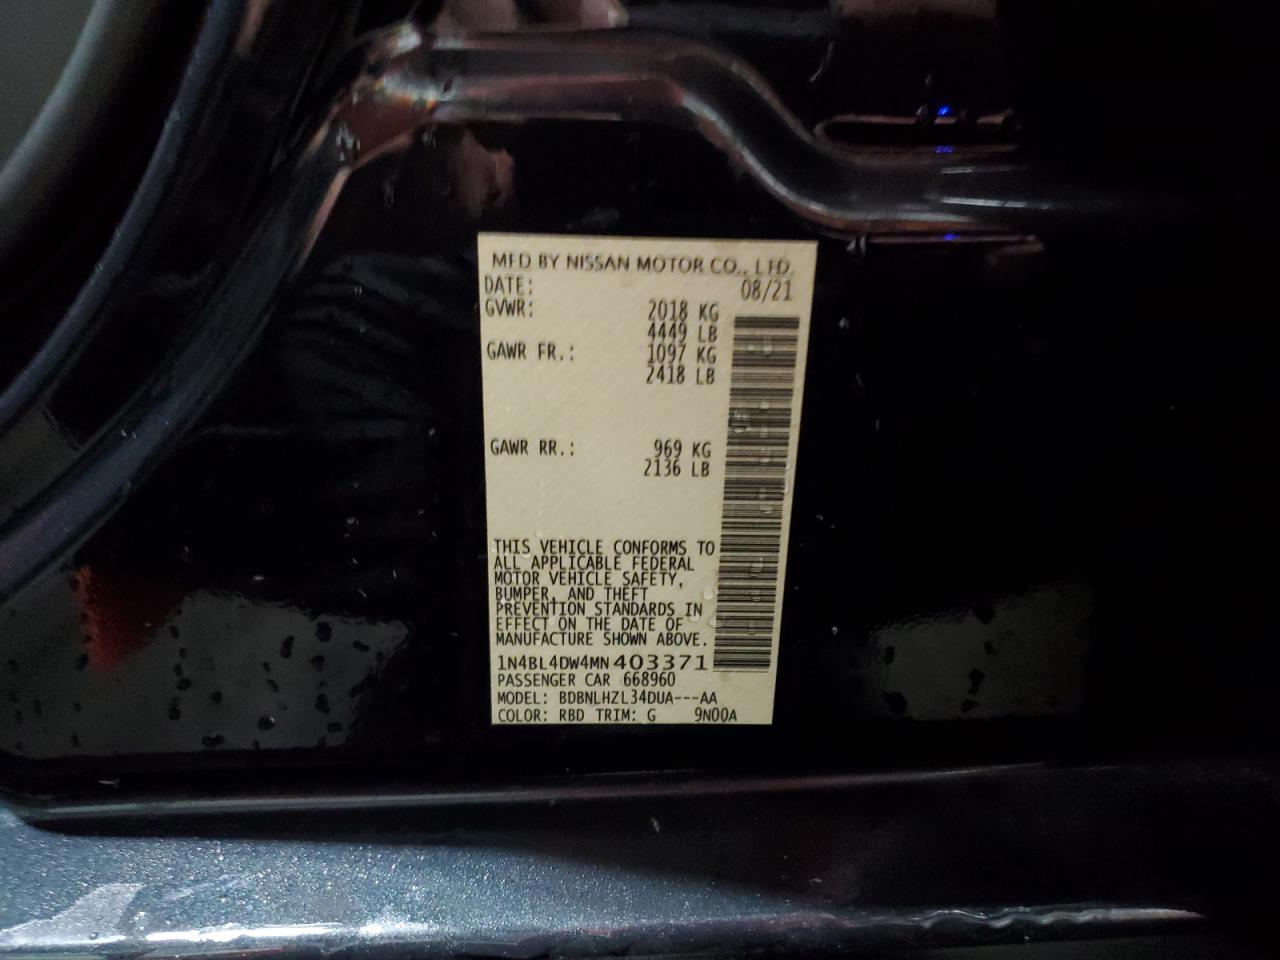 MFD BY NISSAN MOTOR CO., LTD.
DATE: 08/21
GVWR: 2018 KG
4449 LB
GAWR FR.: 1097 KG
2418 LB
GAWR RR.: 969 KG
2136 LB
THIS VEHICLE CONFORMS TO
ALL APPLICABLE FEDERAL
MOTOR VEHICLE SAFETY,
BUMPER, AND THEFT
PREVENTION STANDARDS IN
EFFECT ON THE DATE OF
MANUFACTURE SHOWN ABOVE.
1N4BL4DW4MN403371
PASSENGER CAR 668960
MODEL: BDBNLHZL34DUA---AA
COLOR: RBD TRIM: G 9N00A